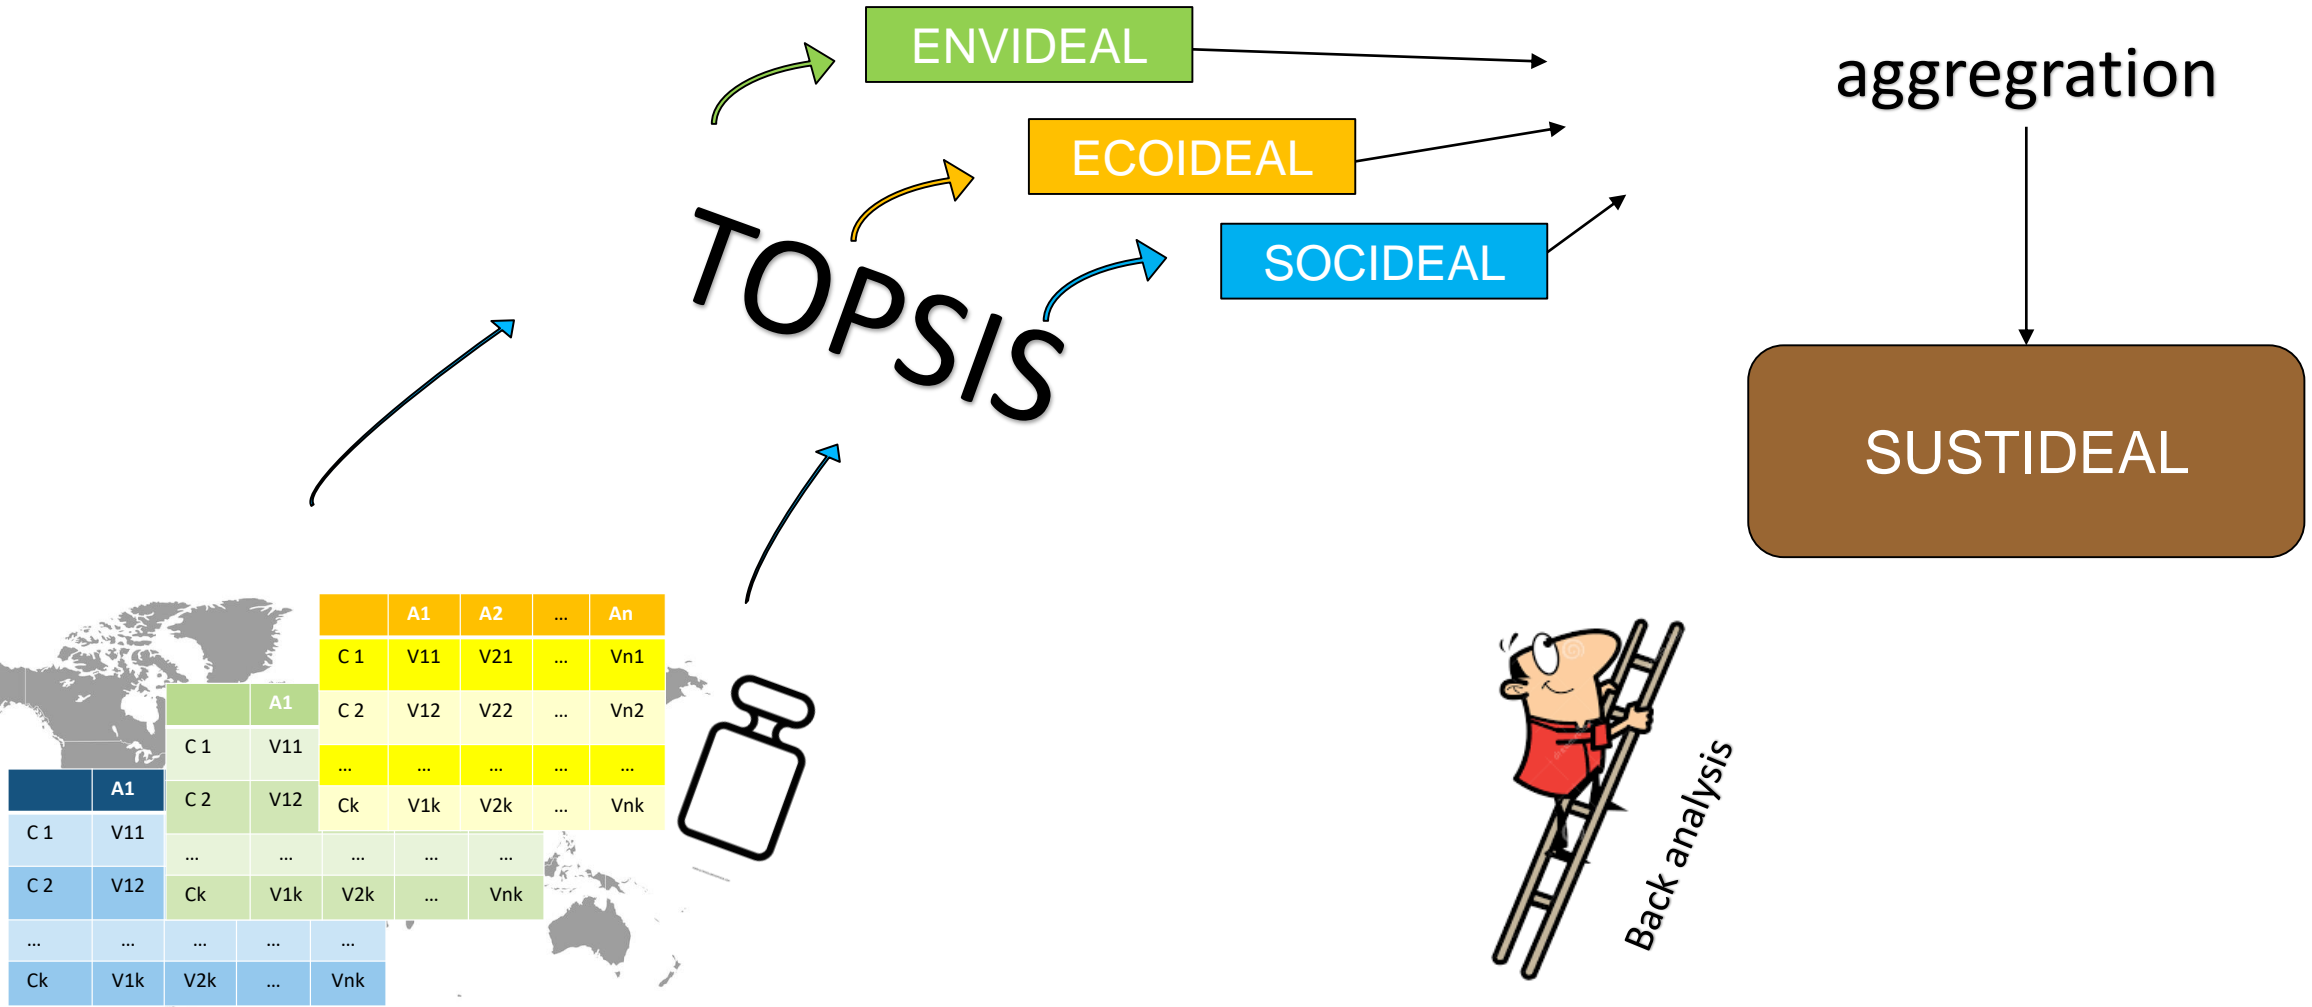 ENVIDEAL
aggregration
ECOIDEAL
SOCIDEAL
TOPSIS
SUSTIDEAL
A1 A2 ... An
C 1 V11 V21 ... Vn1
C 2 V12 V22 ... Vn2
... ... ... ... ...
Ck V1k V2k ... Vnk
A1
C 1 V11
C 2 V12
... ... ... ... ...
Ck V1k V2k ... Vnk
A1
C 1 V11
C 2 V12
... ... ... ... ...
Ck V1k V2k ... Vnk
Back analysis